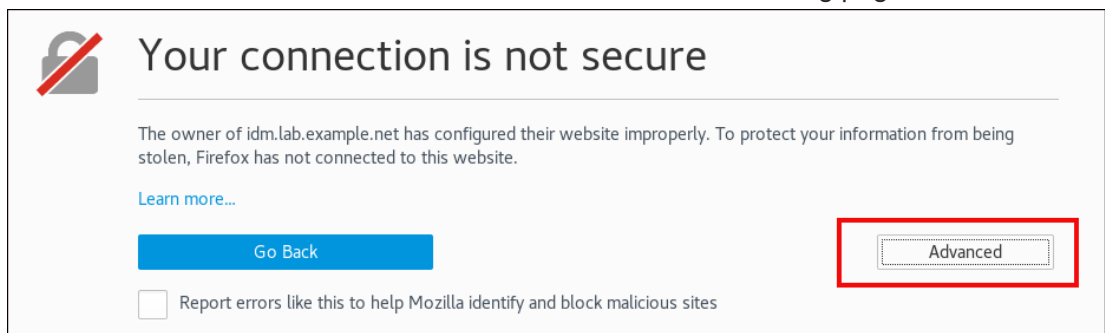 Your connection is not secure
The owner of idm.lab.example.net has configured their website improperly. To protect your information from being
stolen, Firefox has not connected to this website.
Learn more...
Go Back
Advanced
Report errors like this to help Mozilla identify and block malicious sites